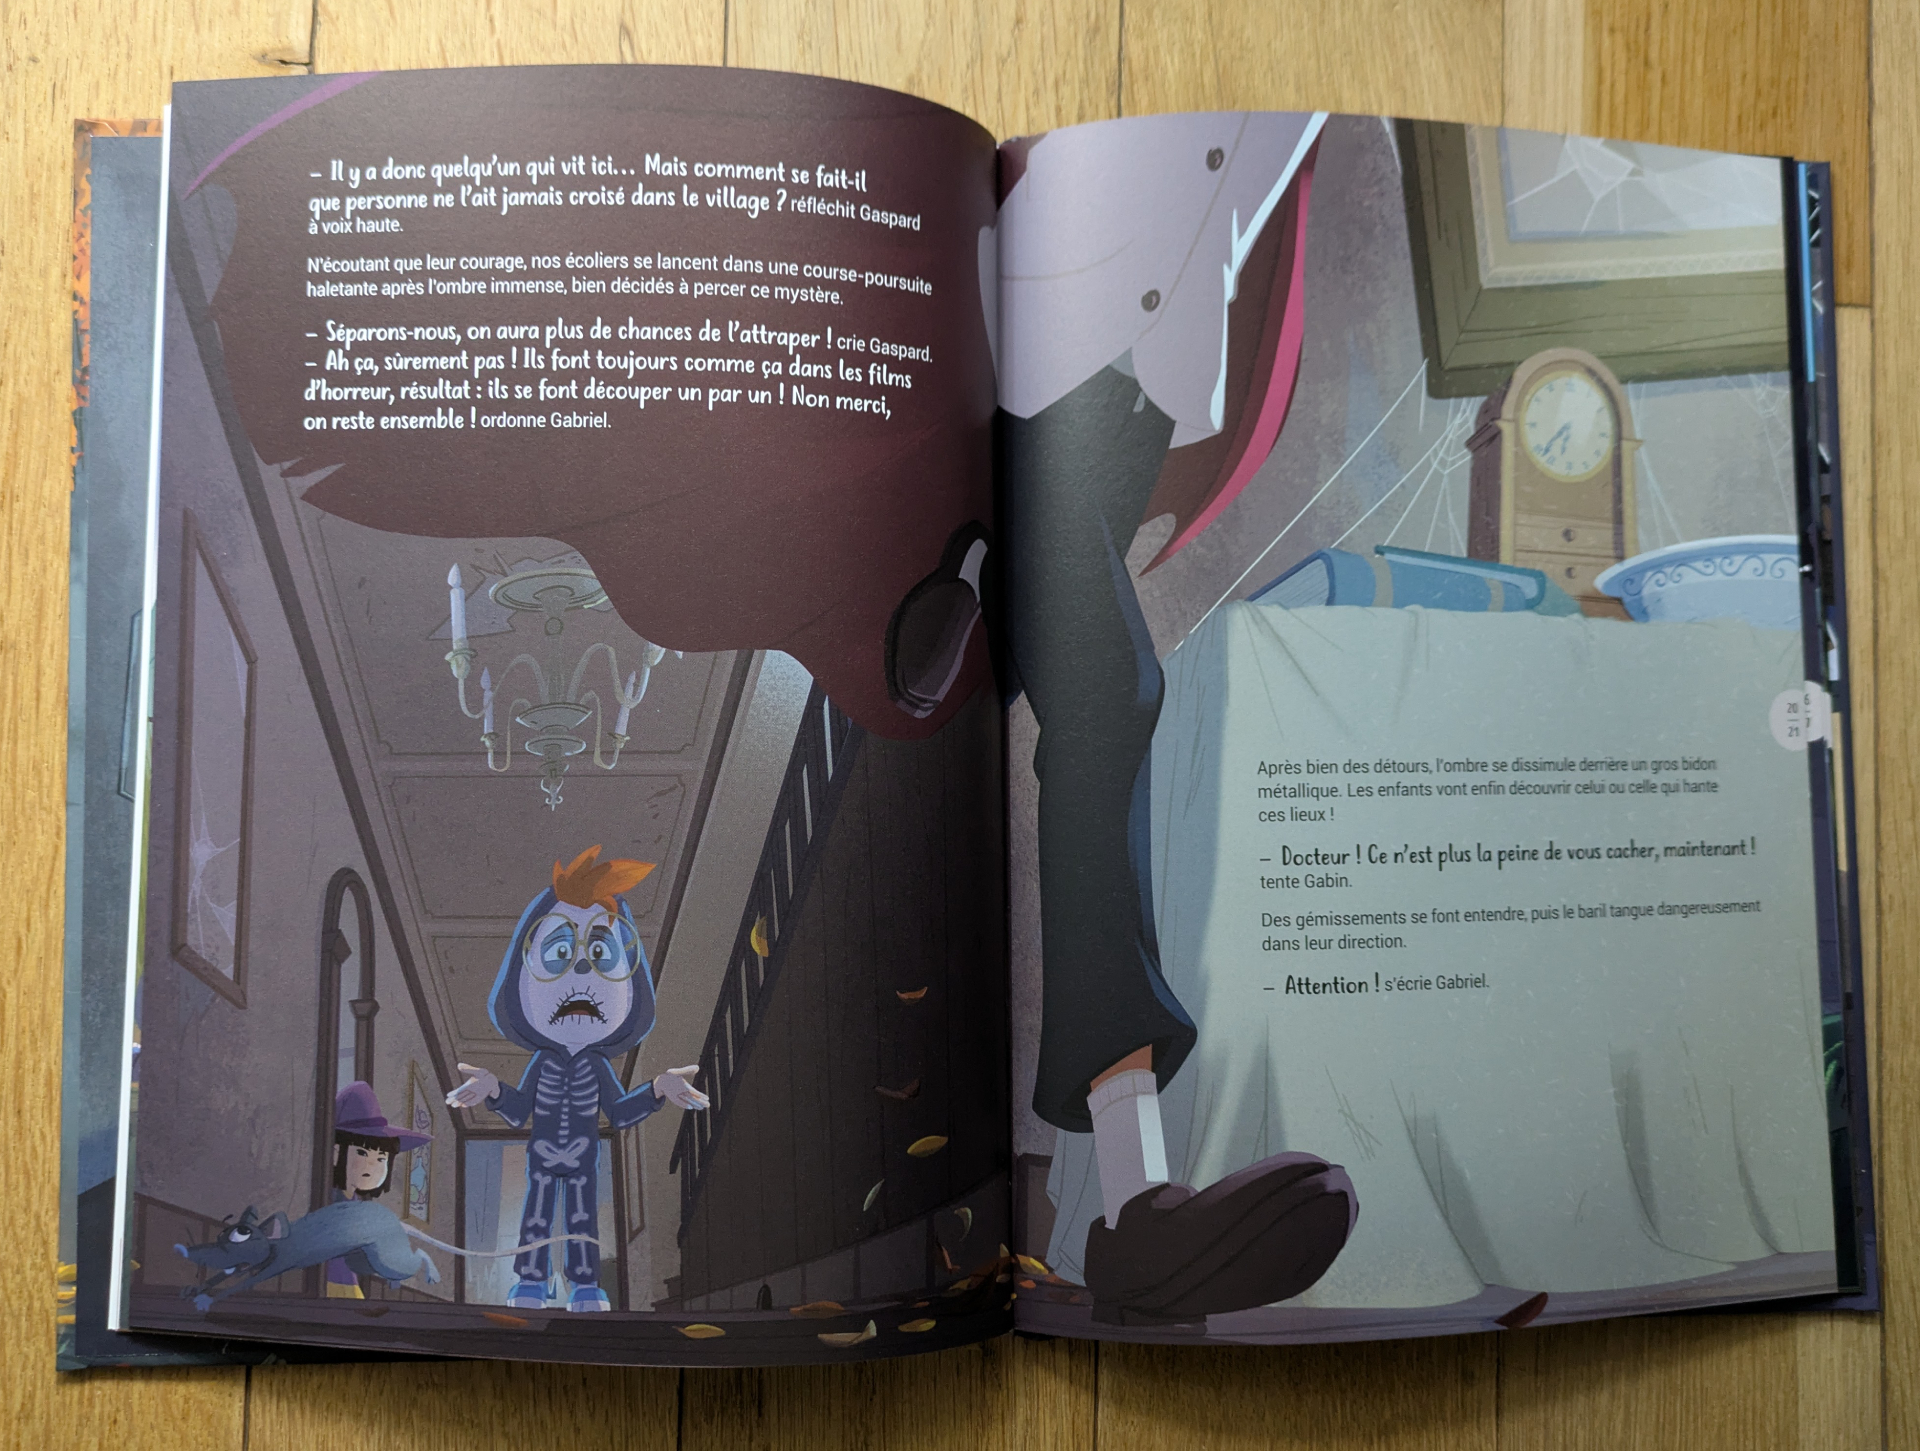 – Il y a donc quelqu'un qui vit ici... Mais comment se fait-il
que personne ne l'ait jamais croisé dans le village ? réfléchit Gaspard
à voix haute.
N'écoutant que leur courage, nos écoliers se lancent dans une course-poursuite
haletante après l'ombre immense, bien décidés à percer ce mystère.
– Séparons-nous, on aura plus de chances de l'attraper ! crie Gaspard.
– Ah ça, sûrement pas ! Ils font toujours comme ça dans les films
d'horreur, résultat : ils se font découper un par un ! Non merci,
on reste ensemble ! ordonne Gabriel.
Après bien des détours, l'ombre se dissimule derrière un gros bidon
métallique. Les enfants vont enfin découvrir celui ou celle qui hante
ces lieux !
– Docteur ! Ce n'est plus la peine de vous cacher, maintenant !
tente Gabin.
Des gémissements se font entendre, puis le baril tangue dangereusement
dans leur direction.
– Attention ! s'écrie Gabriel.
20
21
6
7